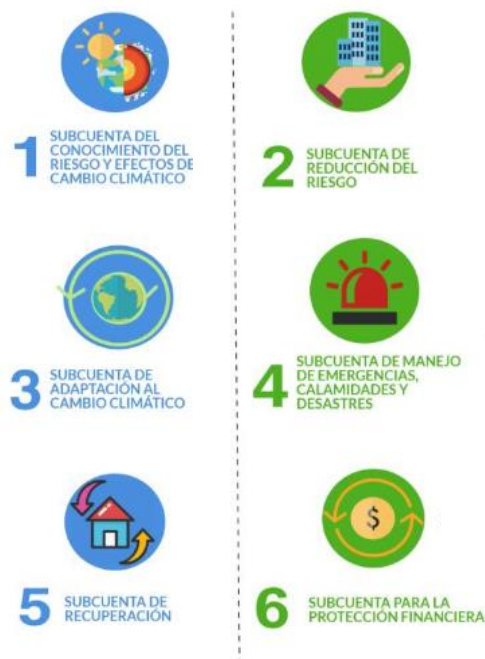 1
SUBCUENTA DEL
CONOCIMIENTO DEL
RIESGO Y EFECTOS DE
CAMBIO CLIMÁTICO
2
SUBCUENTA DE
REDUCCIÓN DEL
RIESGO
3
SUBCUENTA DE
ADAPTACIÓN AL
CAMBIO CLIMÁTICO
4
SUBCUENTA DE MANEJO
DE EMERGENCIAS,
CALAMIDADES Y
DESASTRES
5
SUBCUENTA DE
RECUPERACIÓN
$
6
SUBCUENTA PARA LA
PROTECCIÓN FINANCIERA